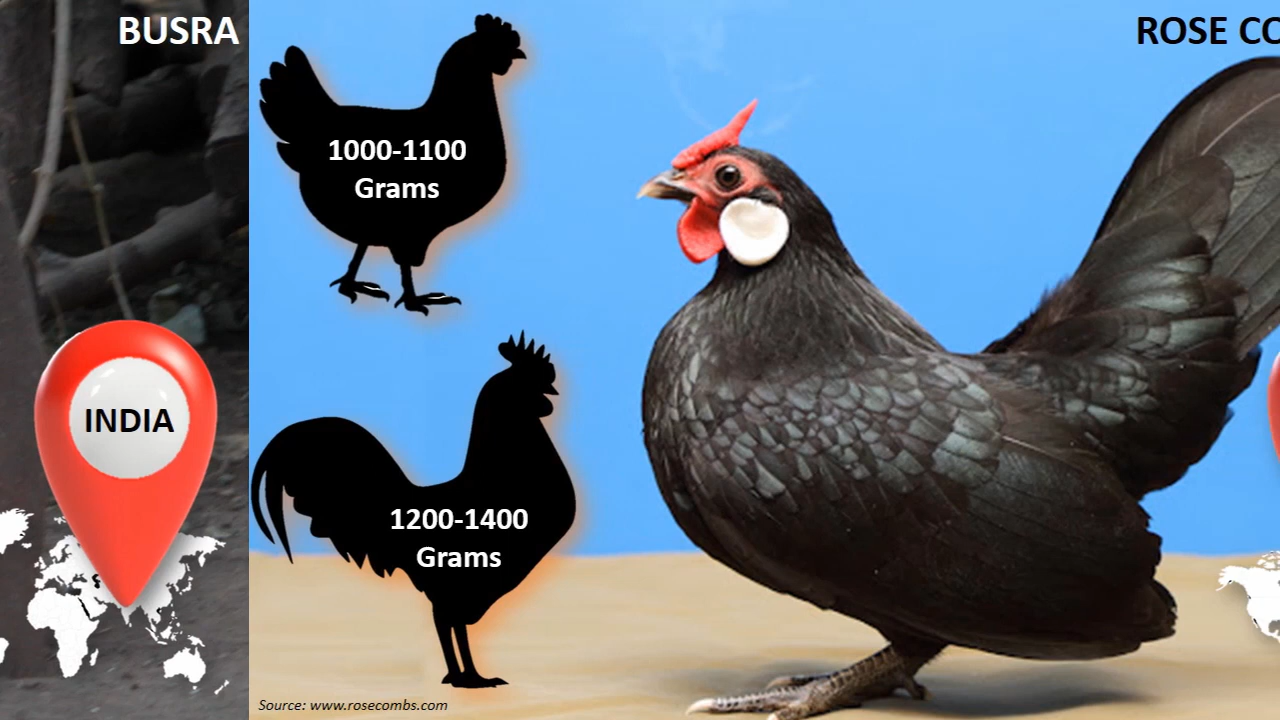 BUSRA
INDIA
ROSE CO
1000-1100
Grams
1200-1400
Grams
Source: www.rosecombs.com